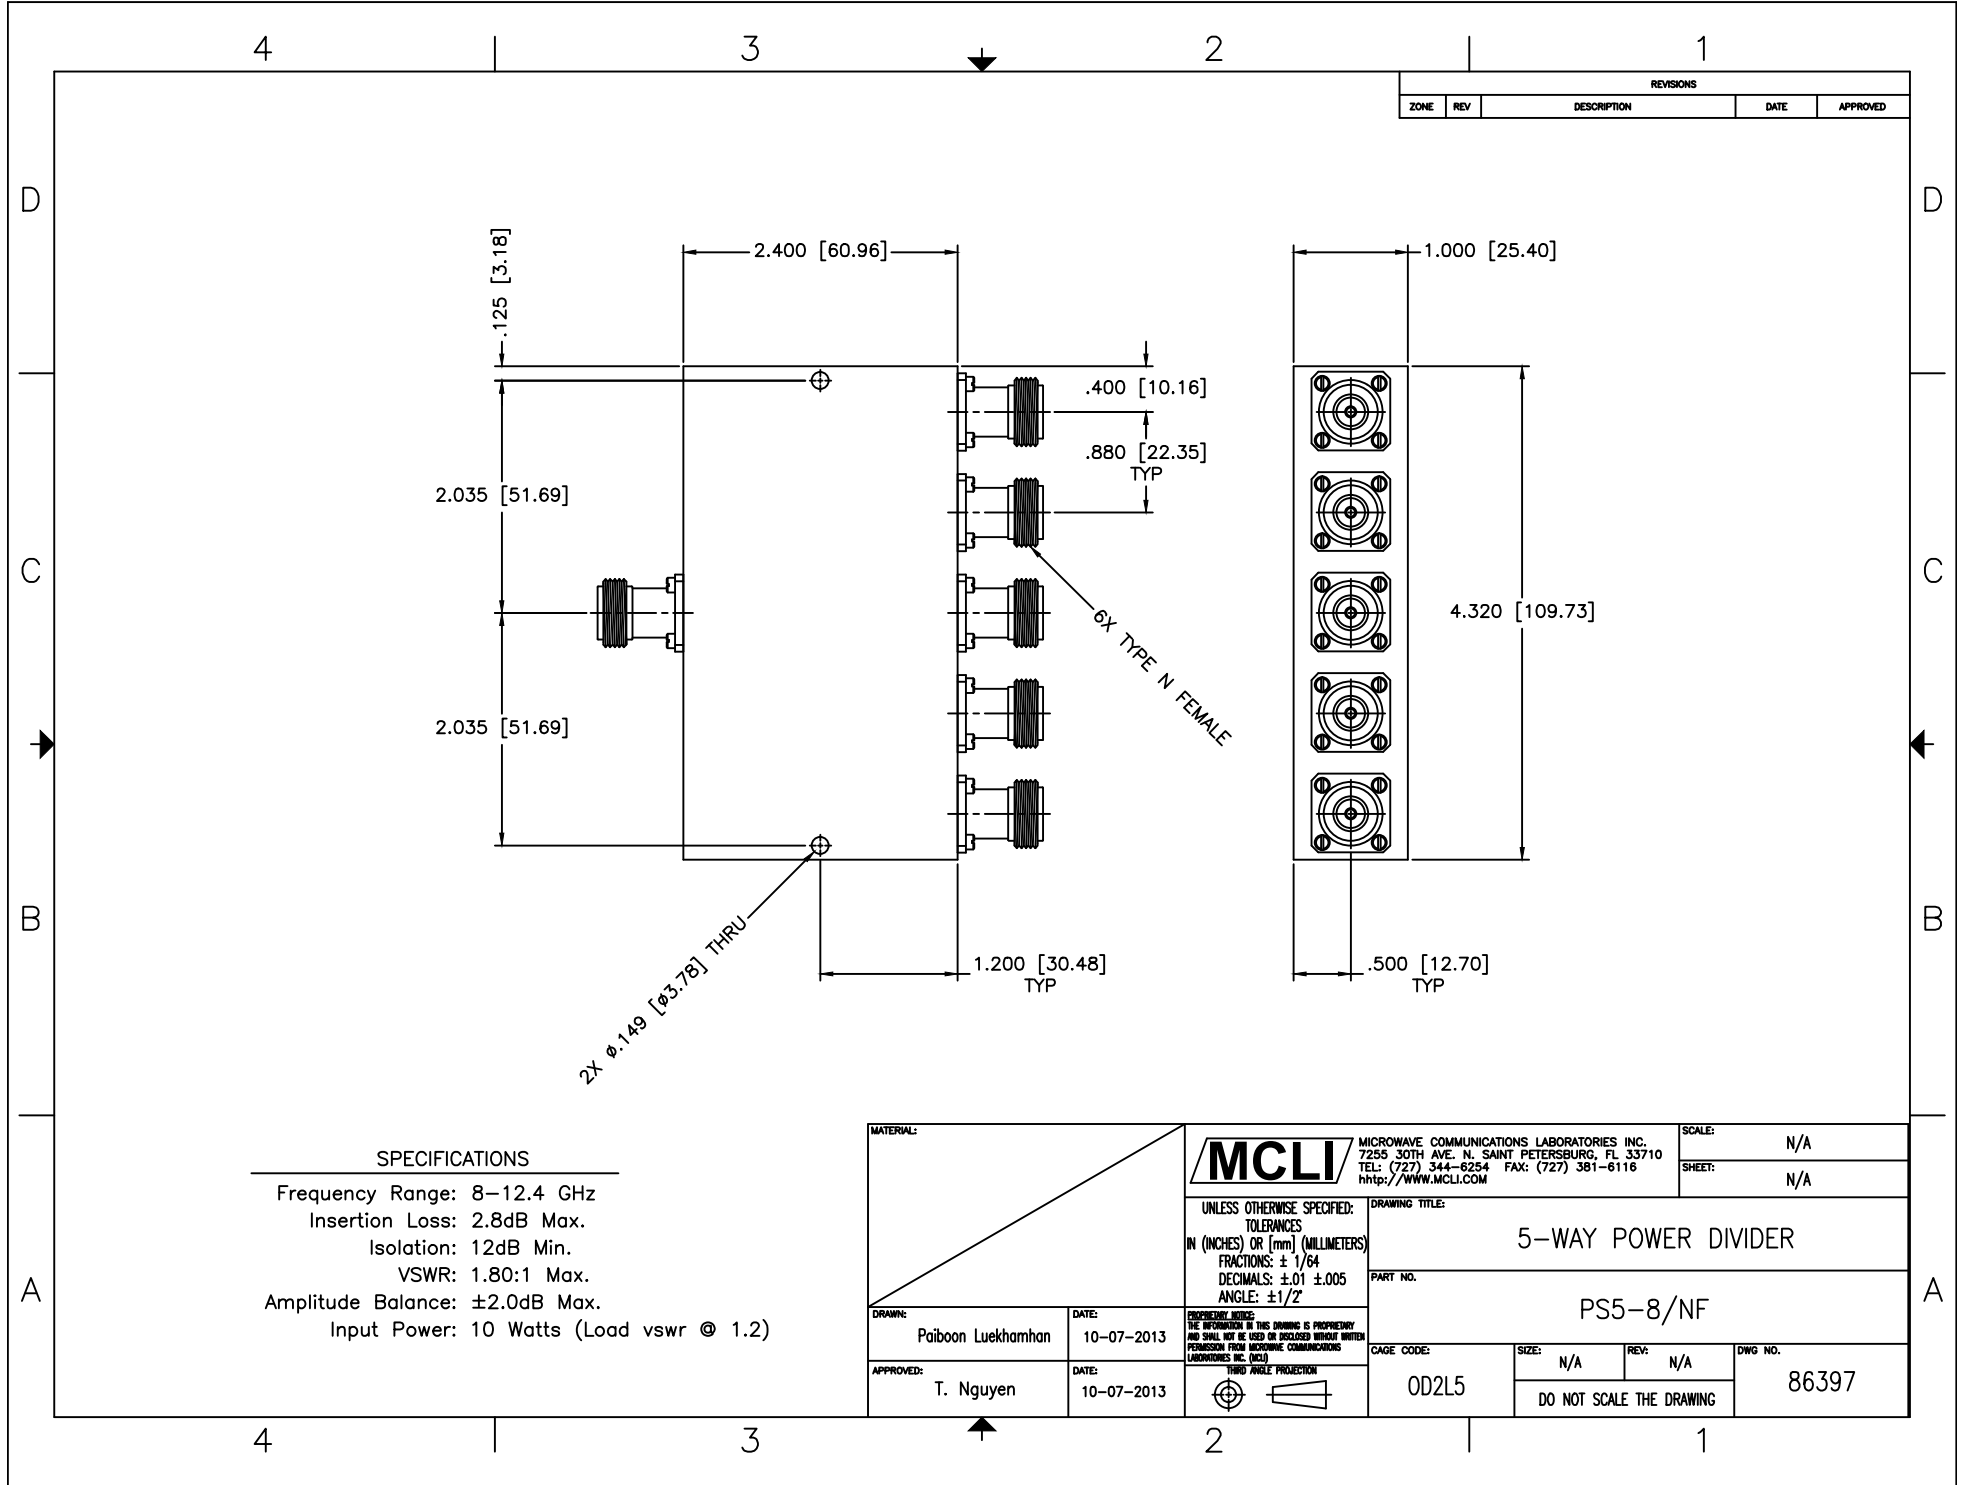 4 3 2 1
REVISIONS
ZONE REV DESCRIPTION DATE APPROVED
D D
.125 [3.18]
2.400 [60.96]
1.000 [25.40]
.400 [10.16]
.880 [22.35]
TYP
2.035 [51.69]
C C
6X TYPE N FEMALE
4.320 [109.73]
2.035 [51.69]
B B
2X ø.149 [ø3.78] THRU
1.200 [30.48]
TYP
.500 [12.70]
TYP
SPECIFICATIONS
Frequency Range: 8-12.4 GHz
Insertion Loss: 2.8dB Max.
Isolation: 12dB Min.
VSWR: 1.80:1 Max.
Amplitude Balance: ±2.0dB Max.
Input Power: 10 Watts (Load vswr @ 1.2)
A A
MATERIAL:
MCLI
MICROWAVE COMMUNICATIONS LABORATORIES INC.
7255 30TH AVE. N. SAINT PETERSBURG, FL 33710
TEL: (727) 344-6254 FAX: (727) 381-6116
hhtp://WWW.MCLI.COM
SCALE: N/A
SHEET: N/A
UNLESS OTHERWISE SPECIFIED:
TOLERANCES
IN (INCHES) OR [mm] (MILLIMETERS)
FRACTIONS: ± 1/64
DECIMALS: ±.01 ±.005
ANGLE: ±1/2°
DRAWING TITLE:
5-WAY POWER DIVIDER
PART NO.
PS5-8/NF
DRAWN: Paiboon Luekhamhan
DATE: 10-07-2013
PROPRIETARY NOTICE:
THE INFORMATION IN THIS DRAWING IS PROPRIETARY
AND SHALL NOT BE USED OR DISCLOSED WITHOUT WRITTEN
PERMISSION FROM MICROWAVE COMMUNICATIONS
LABORATORIES INC. (MCLI)
APPROVED: T. Nguyen
DATE: 10-07-2013
THIRD ANGLE PROJECTION
CAGE CODE: 0D2L5
SIZE: N/A
REV: N/A
DO NOT SCALE THE DRAWING
DWG NO. 86397
4 3 2 1